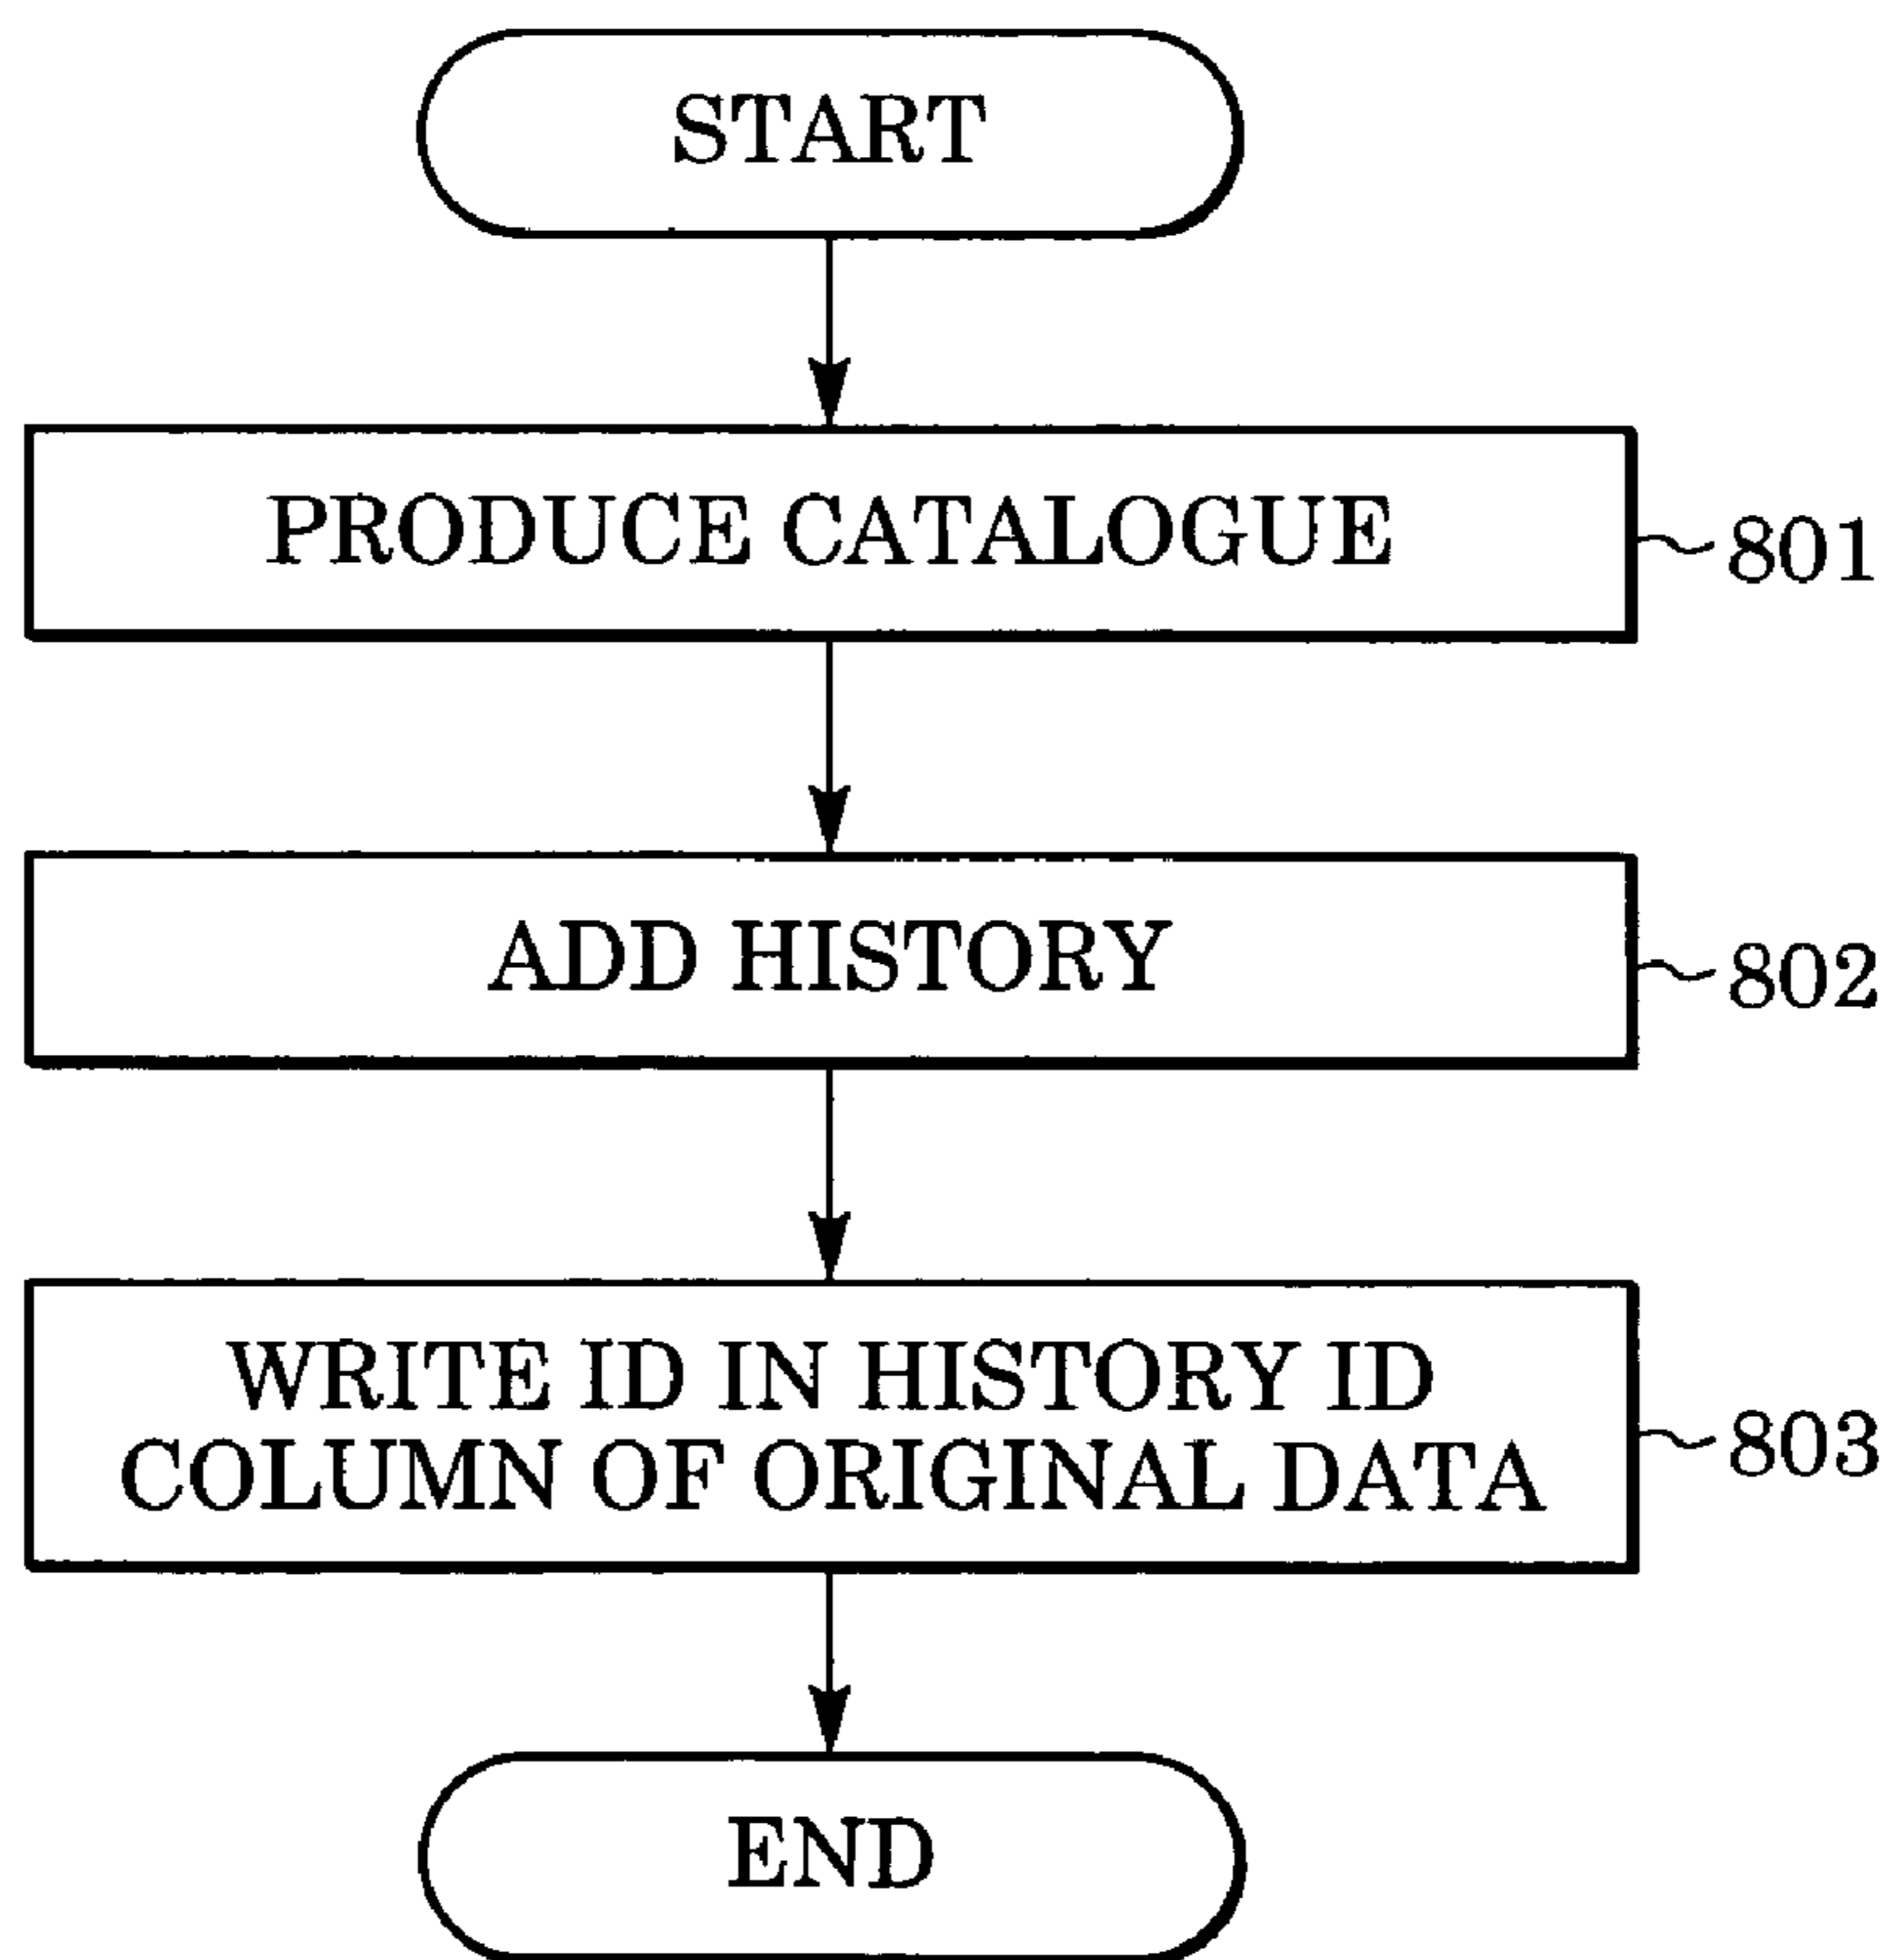 START
PRODUCE CATALOGUE
801
ADD HISTORY
802
WRITE ID IN HISTORY ID
COLUMN OF ORIGINAL DATA
803
END